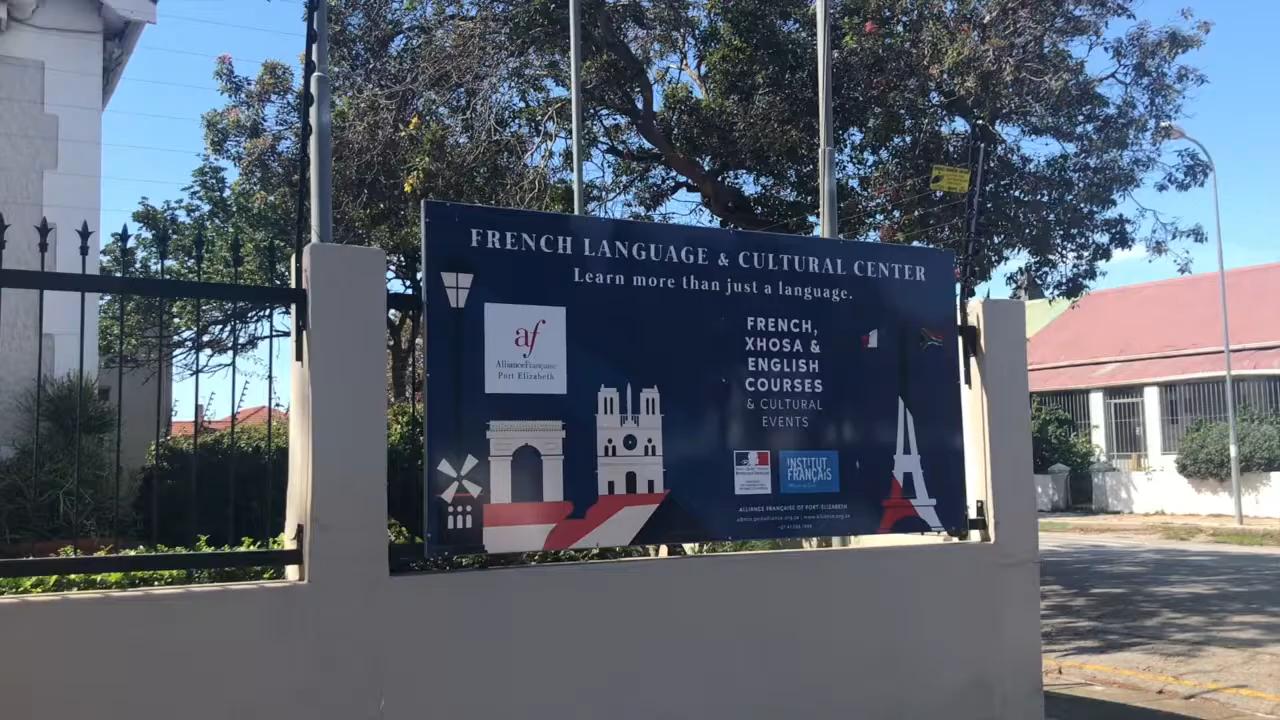 FRENCH LANGUAGE & CULTURAL CENTER
Learn more than just a language.
af
AllianceFrançaise
Port Elizabeth
FRENCH,
XHOSA &
ENGLISH
COURSES
& CULTURAL
EVENTS
INSTITUT
FRANÇAIS
ALLIANCE FRANÇAISE OF PORT-ELIZABETH